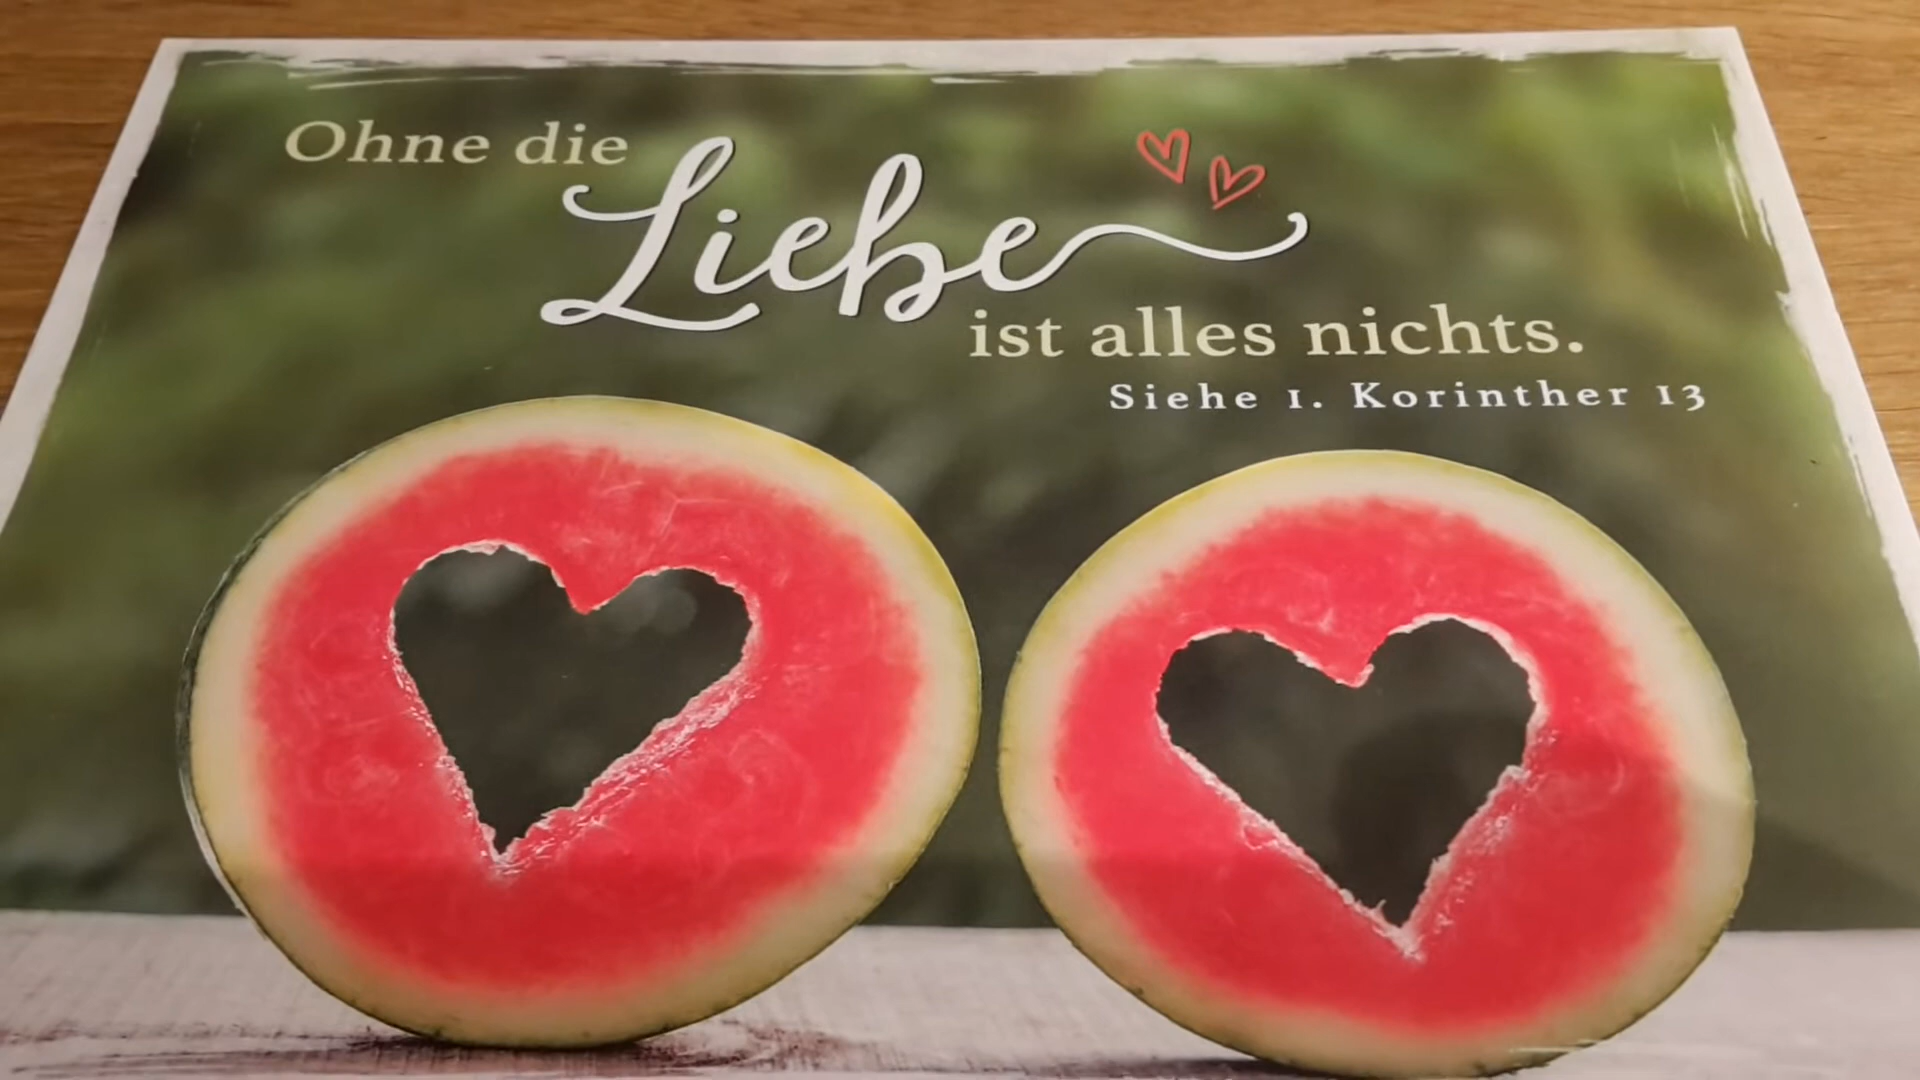 Ohne die
Liebe
ist alles nichts.
Siehe 1. Korinther 13